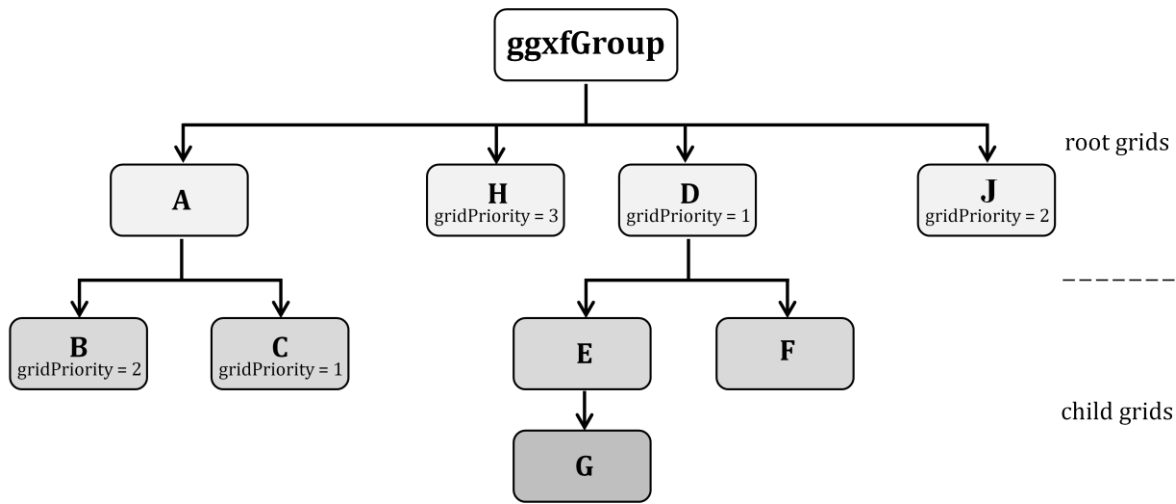 ggxfGroup
root grids
A
H
gridPriority = 3
D
gridPriority = 1
J
gridPriority = 2
B
gridPriority = 2
C
gridPriority = 1
E
F
child grids
G